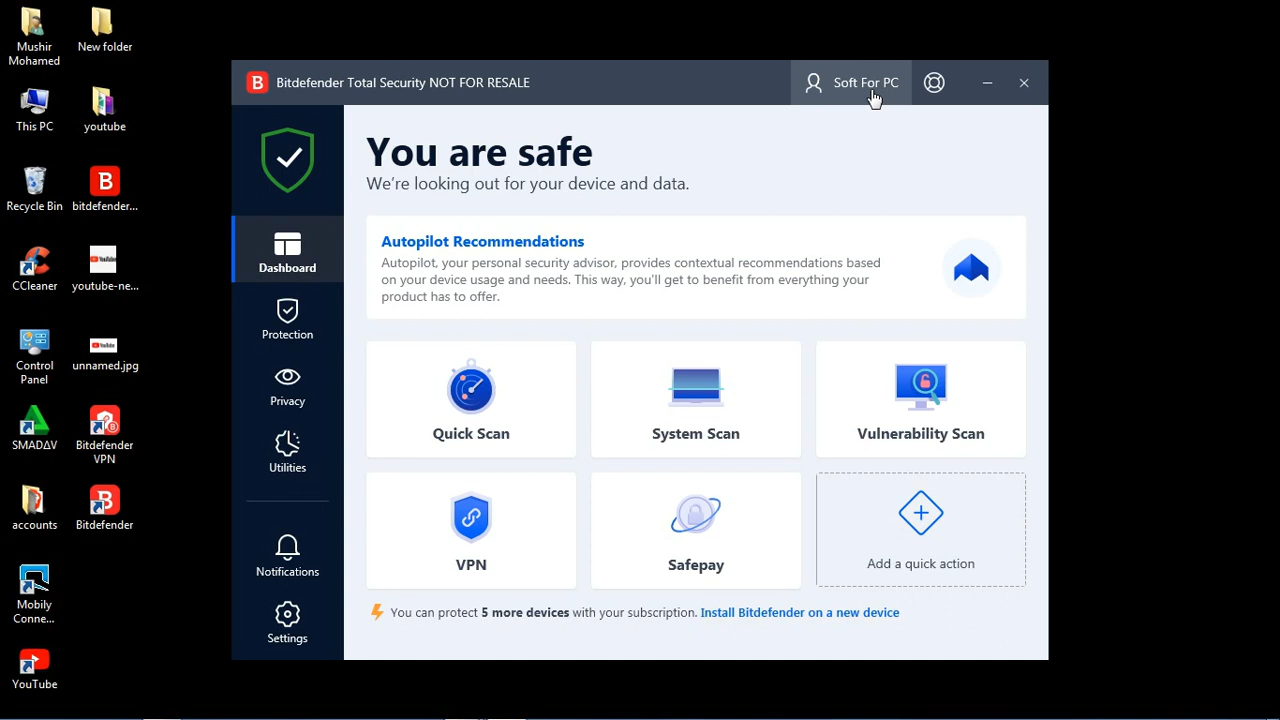 Mushir
Mohamed
New folder
This PC
youtube
Recycle Bin
bitdefender...
CCleaner
youtube-ne...
Control
Panel
unnamed.jpg
SMADΔV
Bitdefender
VPN
accounts
Bitdefender
Mobily
Conne...
YouTube
B
Bitdefender Total Security NOT FOR RESALE
Soft For PC
Dashboard
Protection
Privacy
Utilities
Notifications
Settings
You are safe
We're looking out for your device and data.
Autopilot Recommendations
Autopilot, your personal security advisor, provides contextual recommendations based
on your device usage and needs. This way, you'll get to benefit from everything your
product has to offer.
Quick Scan
System Scan
Vulnerability Scan
VPN
Safepay
Add a quick action
You can protect 5 more devices with your subscription. Install Bitdefender on a new device